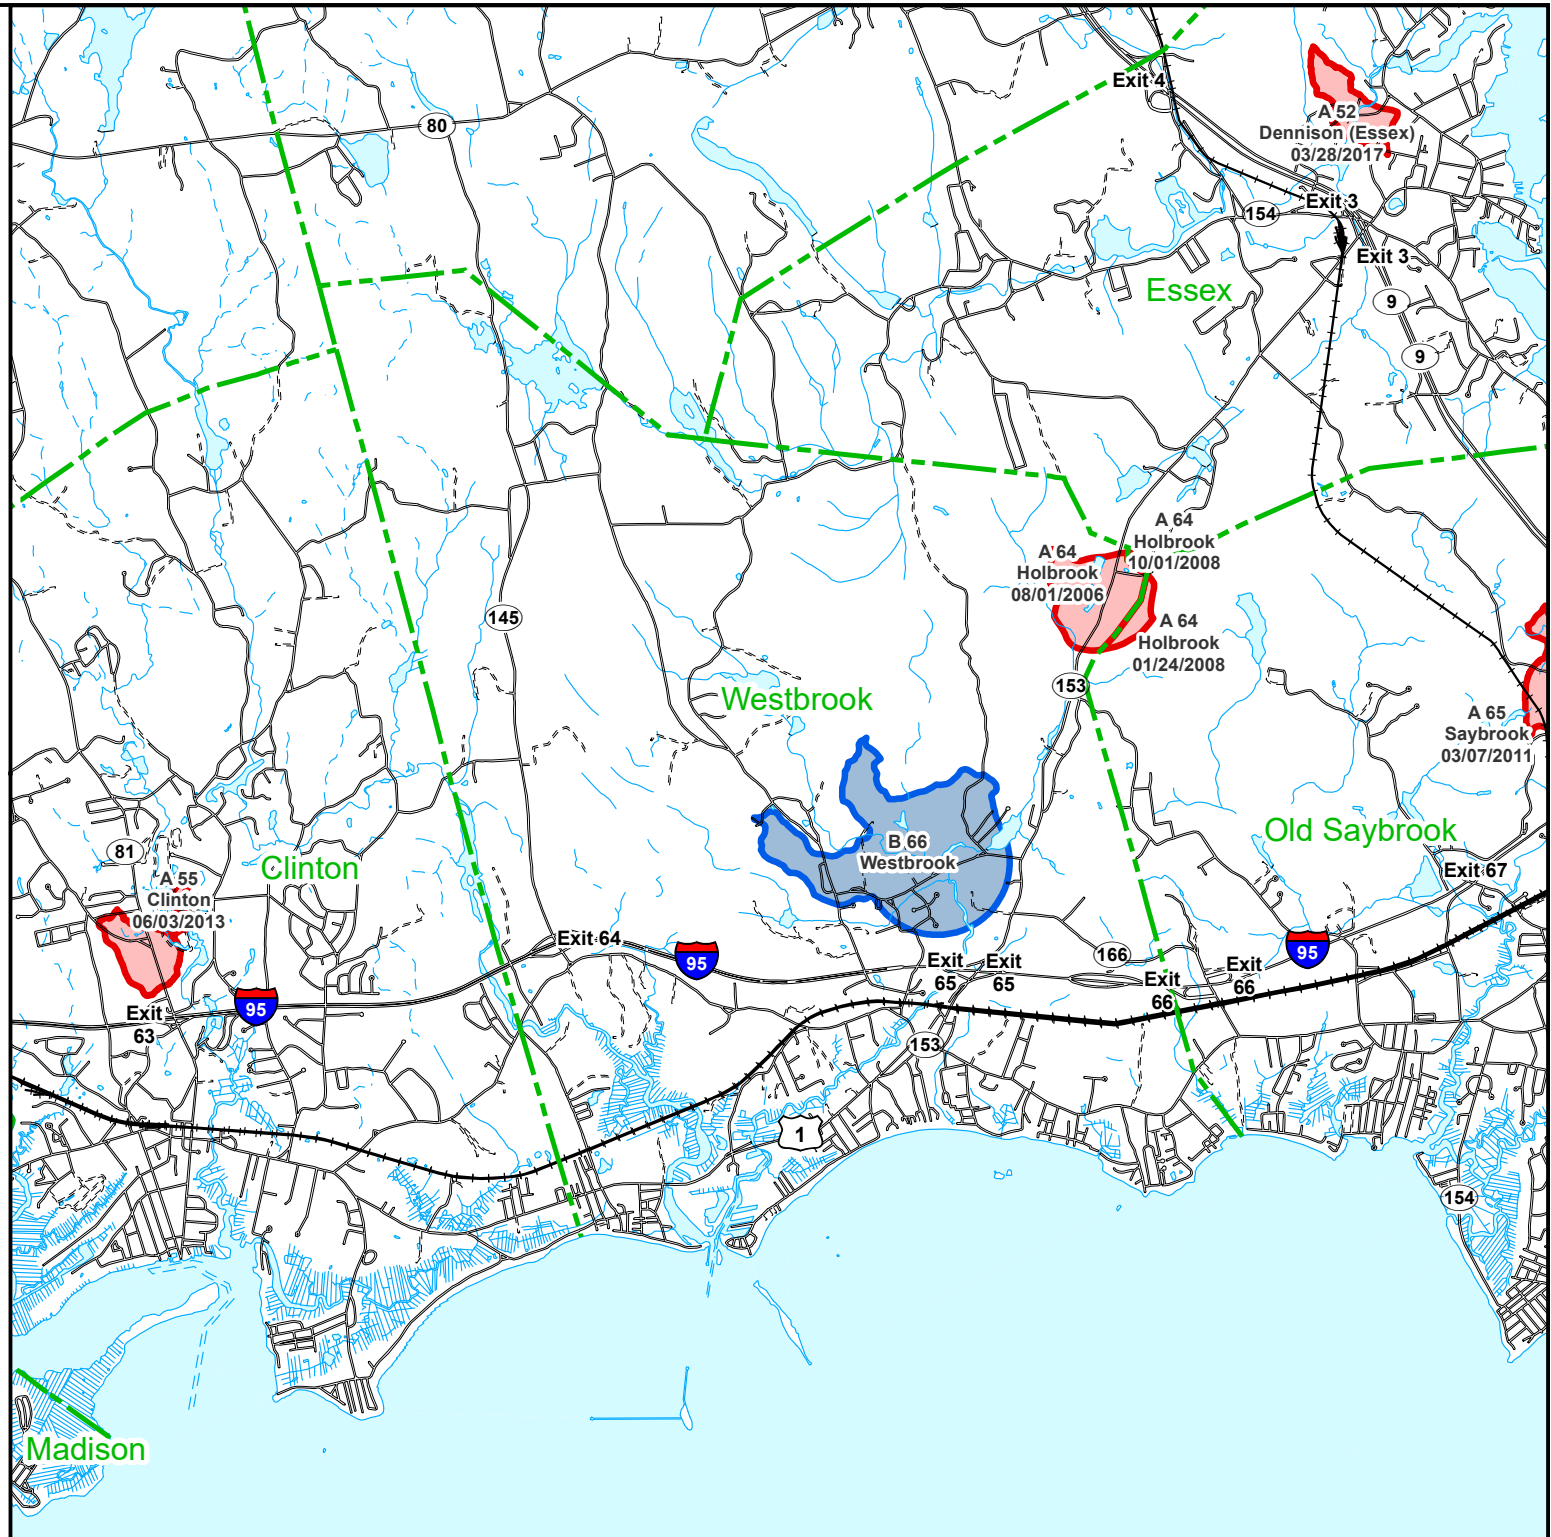 Exit 4
A 52
Dennison (Essex)
03/28/2017
80
154
Exit 3
Exit 3
Essex
9
9
A 64
Holbrook
10/01/2008
A 64
Holbrook
08/01/2006
145
A 64
Holbrook
01/24/2008
153
Westbrook
A 65
Saybrook
03/07/2011
Old Saybrook
B 66
Westbrook
81
Clinton
A 55
Clinton
06/03/2013
Exit 67
Exit 64
95
166
95
Exit
65
Exit
65
Exit
66
Exit
66
95
Exit
63
153
1
154
Madison